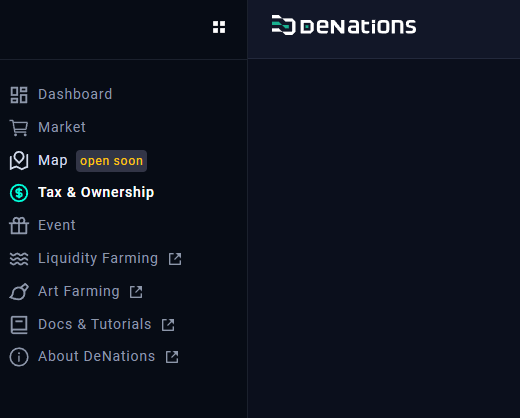 DeNations
Dashboard
Market
Map open soon
Tax & Ownership
Event
Liquidity Farming
Art Farming
Docs & Tutorials
About DeNations